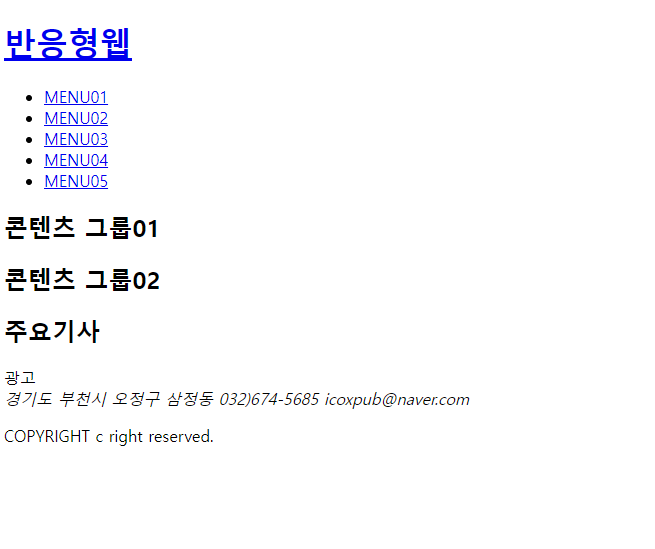 반응형웹
MENU01
MENU02
MENU03
MENU04
MENU05
콘텐츠 그룹01
콘텐츠 그룹02
주요기사
광고
경기도 부천시 오정구 삼정동 032)674-5685 icoxpub@naver.com
COPYRIGHT c right reserved.